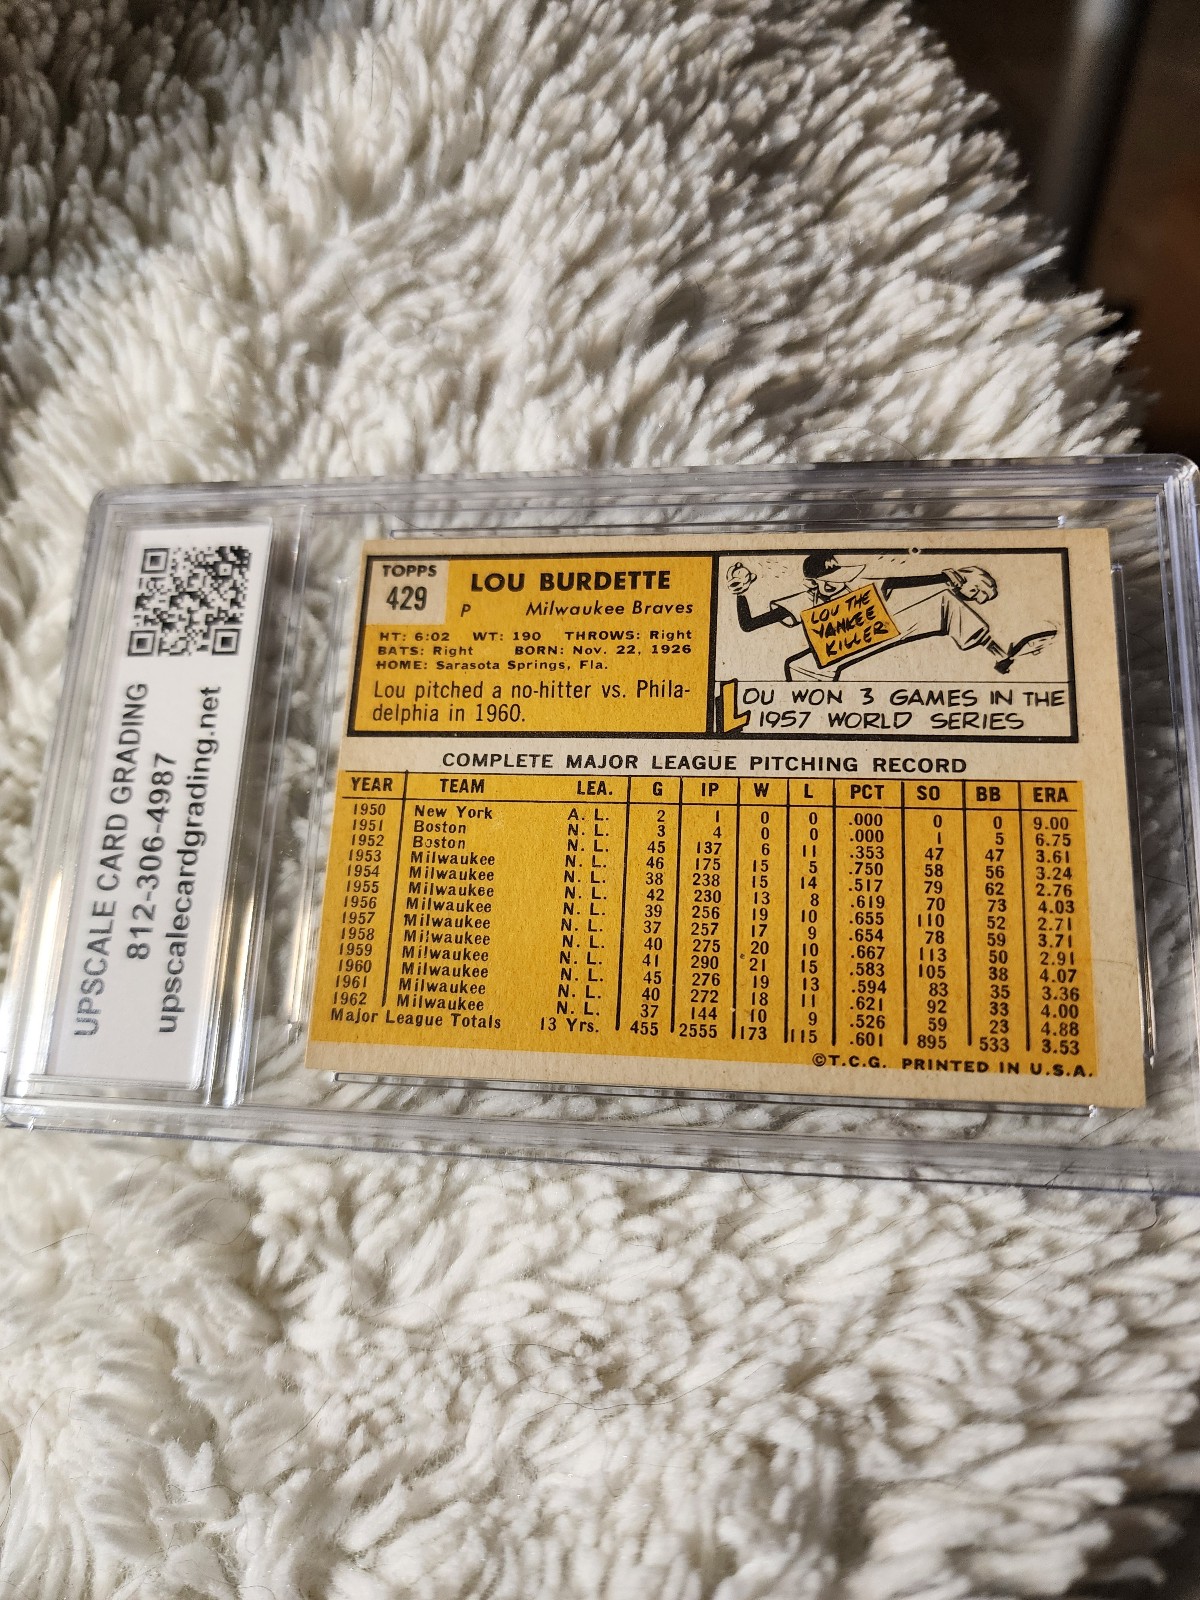 UPSCALE CARD GRADING
812-306-4987
upscalecardgrading.net
TOPPS
429
LOU BURDETTE
P Milwaukee Braves
HT: 6:02 WT: 190 THROWS: Right
BATS: Right BORN: Nov. 22, 1926
HOME: Sarasota Springs, Fla.
Lou pitched a no-hitter vs. Phila-
delphia in 1960.
M
LOU THE
YANKEE
KILLER
LOU WON 3 GAMES IN THE
1957 WORLD SERIES
COMPLETE MAJOR LEAGUE PITCHING RECORD
YEAR TEAM LEA. G IP W L PCT SO BB ERA
1950 New York A. L. 2 1 0 0 .000 0 0 9.00
1951 Boston N. L. 3 4 0 0 .000 1 5 6.75
1952 Boston N. L. 45 137 6 11 .353 47 47 3.61
1953 Milwaukee N. L. 46 175 15 5 .750 58 56 3.24
1954 Milwaukee N. L. 38 238 15 14 .517 79 62 2.76
1955 Milwaukee N. L. 42 230 13 8 .619 70 73 4.03
1956 Milwaukee N. L. 39 256 19 10 .655 110 52 2.71
1957 Milwaukee N. L. 37 257 17 9 .654 78 59 3.71
1958 Milwaukee N. L. 40 275 20 10 .667 113 50 2.91
1959 Milwaukee N. L. 41 290 *21 15 .583 105 38 4.07
1960 Milwaukee N. L. 45 276 19 13 .594 83 35 3.36
1961 Milwaukee N. L. 40 272 18 11 .621 92 33 4.00
1962 Milwaukee N. L. 37 144 10 9 .526 59 23 4.88
Major League Totals 13 Yrs. 455 2555 173 115 .601 895 533 3.53
©T.C.G. PRINTED IN U.S.A.